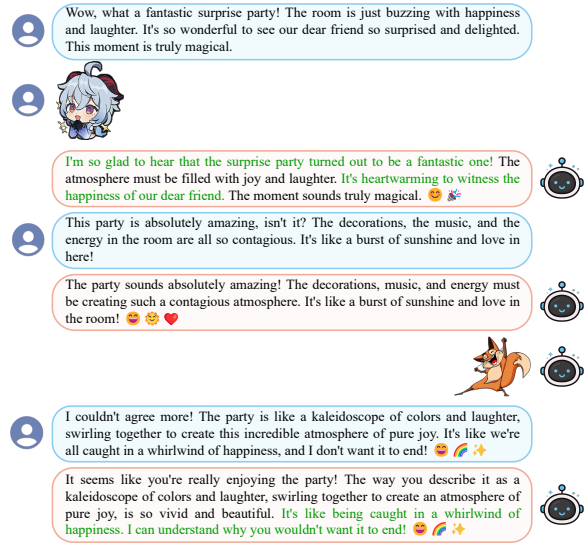 Wow, what a fantastic surprise party! The room is just buzzing with happiness
and laughter. It's so wonderful to see our dear friend so surprised and delighted.
This moment is truly magical.
I'm so glad to hear that the surprise party turned out to be a fantastic one! The
atmosphere must be filled with joy and laughter. It's heartwarming to witness the
happiness of our dear friend. The moment sounds truly magical. 😊 🎉
This party is absolutely amazing, isn't it? The decorations, the music, and the
energy in the room are all so contagious. It's like a burst of sunshine and love in
here!
The party sounds absolutely amazing! The decorations, music, and energy must
be creating such a contagious atmosphere. It's like a burst of sunshine and love in
the room! 😄 🌞 ❤️
I couldn't agree more! The party is like a kaleidoscope of colors and laughter,
swirling together to create this incredible atmosphere of pure joy. It's like we're
all caught in a whirlwind of happiness, and I don't want it to end! 😄 🌈 ✨
It seems like you're really enjoying the party! The way you describe it as a
kaleidoscope of colors and laughter, swirling together to create an atmosphere of
pure joy, is so vivid and beautiful. It's like being caught in a whirlwind of
happiness. I can understand why you wouldn't want it to end! 😄 🌈 ✨